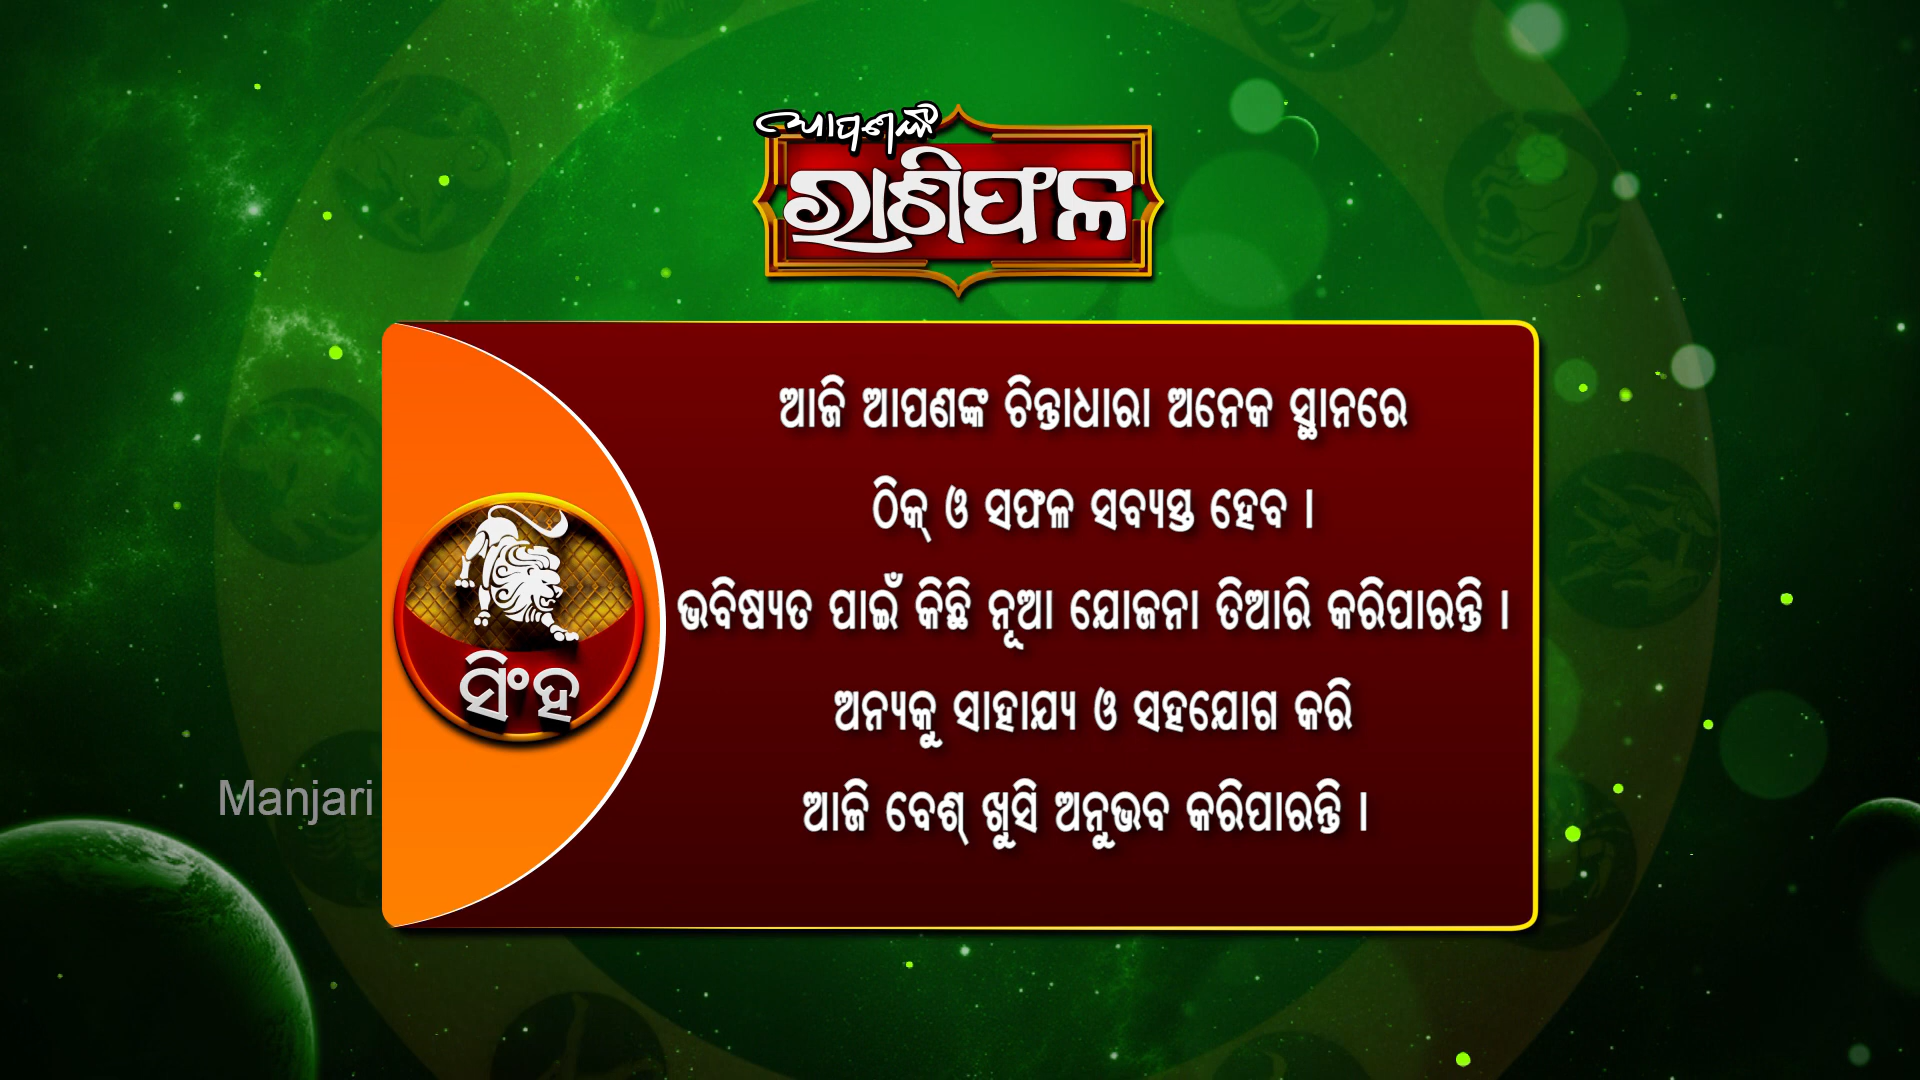 ଆପଣଙ୍କ
ରାଶିଫଳ
ଆଜି ଆପଣଙ୍କ ଚିନ୍ତାଧାରା ଅନେକ ସ୍ଥାନରେ
ଠିକ୍ ଓ ସଫଳ ସବ୍ୟସ୍ତ ହେବ ।
ଭବିଷ୍ୟତ ପାଇଁ କିଛି ନୂଆ ଯୋଜନା ତିଆରି କରିପାରନ୍ତି ।
ଅନ୍ୟକୁ ସାହାଯ୍ୟ ଓ ସହଯୋଗ କରି
ଆଜି ବେଶ୍ ଖୁସି ଅନୁଭବ କରିପାରନ୍ତି ।
ସିଂହ
Manjari